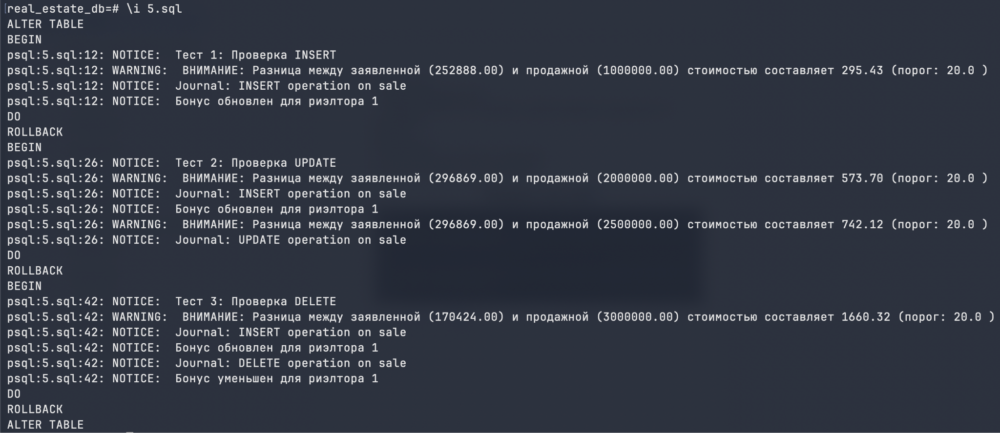 real_estate_db=# \i 5.sql
ALTER TABLE
BEGIN
psql:5.sql:12: NOTICE:  Тест 1: Проверка INSERT
psql:5.sql:12: WARNING:  ВНИМАНИЕ: Разница между заявленной (252888.00) и продажной (1000000.00) стоимостью составляет 295.43 (порог: 20.0 )
psql:5.sql:12: NOTICE:  Journal: INSERT operation on sale
psql:5.sql:12: NOTICE:  Бонус обновлен для риэлтора 1
DO
ROLLBACK
BEGIN
psql:5.sql:26: NOTICE:  Тест 2: Проверка UPDATE
psql:5.sql:26: WARNING:  ВНИМАНИЕ: Разница между заявленной (296869.00) и продажной (2000000.00) стоимостью составляет 573.70 (порог: 20.0 )
psql:5.sql:26: NOTICE:  Journal: INSERT operation on sale
psql:5.sql:26: NOTICE:  Бонус обновлен для риэлтора 1
psql:5.sql:26: WARNING:  ВНИМАНИЕ: Разница между заявленной (296869.00) и продажной (2500000.00) стоимостью составляет 742.12 (порог: 20.0 )
psql:5.sql:26: NOTICE:  Journal: UPDATE operation on sale
DO
ROLLBACK
BEGIN
psql:5.sql:42: NOTICE:  Тест 3: Проверка DELETE
psql:5.sql:42: WARNING:  ВНИМАНИЕ: Разница между заявленной (170424.00) и продажной (3000000.00) стоимостью составляет 1660.32 (порог: 20.0 )
psql:5.sql:42: NOTICE:  Journal: INSERT operation on sale
psql:5.sql:42: NOTICE:  Бонус обновлен для риэлтора 1
psql:5.sql:42: NOTICE:  Journal: DELETE operation on sale
psql:5.sql:42: NOTICE:  Бонус уменьшен для риэлтора 1
DO
ROLLBACK
ALTER TABLE